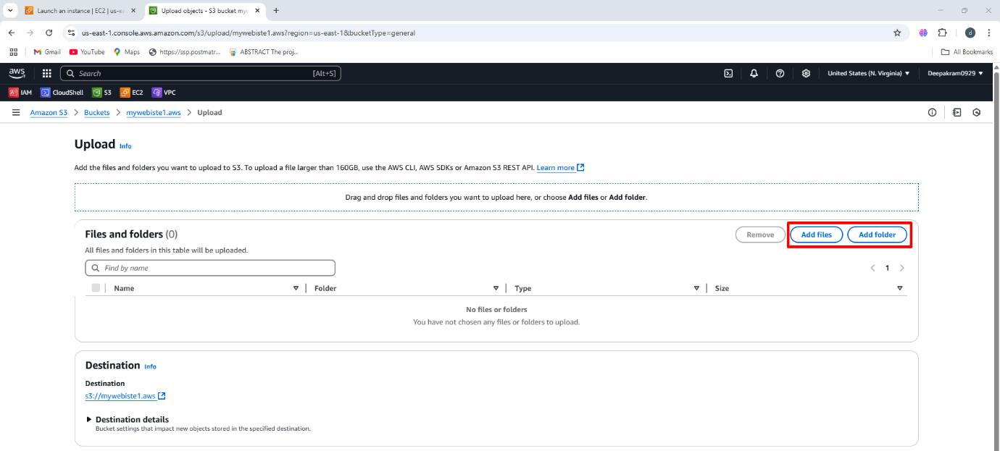 Launch an instance | EC2 | us-ea
Upload objects - S3 bucket myw
us-east-1.console.aws.amazon.com/s3/upload/mywebiste1.aws?region=us-east-1&bucketType=general
d
Gmail YouTube Maps https://ssp.postmatr... ABSTRACT The proj... All Bookmarks
aws Search [Alt+S] United States (N. Virginia) Deepakram0929
IAM CloudShell S3 EC2 VPC
Amazon S3 > Buckets > mywebiste1.aws > Upload
Upload Info
Add the files and folders you want to upload to S3. To upload a file larger than 160GB, use the AWS CLI, AWS SDKs or Amazon S3 REST API. Learn more
Drag and drop files and folders you want to upload here, or choose Add files or Add folder.
Files and folders (0) Remove Add files Add folder
All files and folders in this table will be uploaded.
Find by name 1
Name Folder Type Size
No files or folders
You have not chosen any files or folders to upload.
Destination Info
Destination
s3://mywebiste1.aws
Destination details
Bucket settings that impact new objects stored in the specified destination.